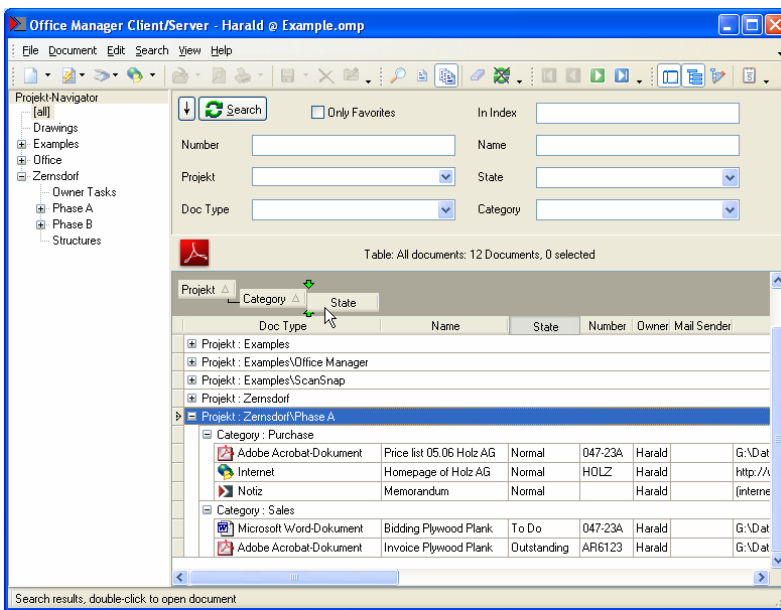 Office Manager Client/Server - Harald @ Example.omp
File Document Edit Search View Help
Projekt-Navigator
[all]
Drawings
Examples
Office
Zernsdorf
Owner Tasks
Phase A
Phase B
Structures
Search Only Favorites In Index
Number Name
Projekt State
Doc Type Category
Table: All documents: 12 Documents, 0 selected
Projekt
Category
State
Doc Type Name State Number Owner Mail Sender
Projekt : Examples
Projekt : Examples\Office Manager
Projekt : Examples\ScanSnap
Projekt : Zernsdorf
Projekt : Zernsdorf\Phase A
Category : Purchase
Adobe Acrobat-Dokument Price list 05.06 Holz AG Normal 047-23A Harald G:\Dat
Internet Homepage of Holz AG Normal HOLZ Harald http://
Notiz Memorandum Normal Harald (interne
Category : Sales
Microsoft Word-Dokument Bidding Plywood Plank To Do 047-23A Harald G:\Dat
Adobe Acrobat-Dokument Invoice Plywood Plank Outstanding AR6123 Harald G:\Dat
Search results, double-click to open document